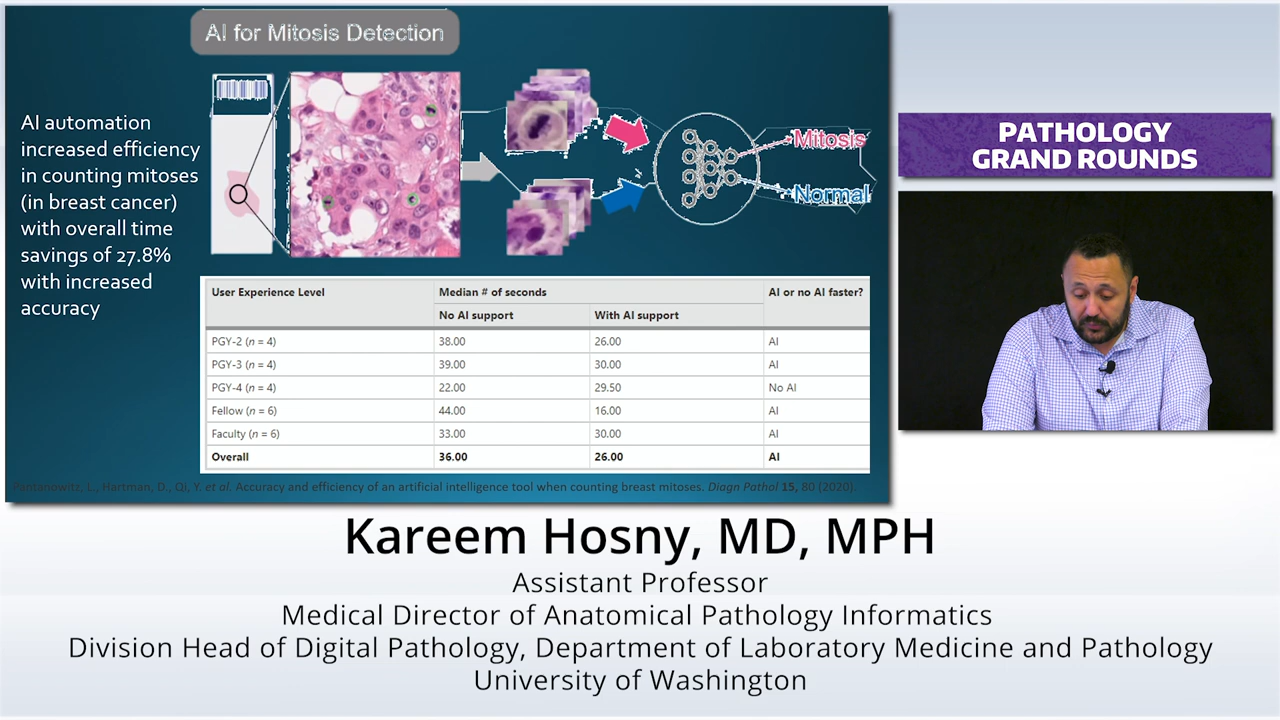 AI for Mitosis Detection
AI automation
increased efficiency
in counting mitoses
(in breast cancer)
with overall time
savings of 27.8%
with increased
accuracy
Mitosis
Normal
User Experience Level Median # of seconds AI or no AI faster?
No AI support With AI support
PGY-2 (n = 4) 38.00 26.00 AI
PGY-3 (n = 4) 39.00 30.00 AI
PGY-4 (n = 4) 22.00 29.50 No AI
Fellow (n = 6) 44.00 16.00 AI
Faculty (n = 6) 33.00 30.00 AI
Overall 36.00 26.00 AI
Pantanowitz, L., Hartman, D., Qi, Y. et al. Accuracy and efficiency of an artificial intelligence tool when counting breast mitoses. Diagn Pathol 15, 80 (2020).
PATHOLOGY
GRAND ROUNDS
Kareem Hosny, MD, MPH
Assistant Professor
Medical Director of Anatomical Pathology Informatics
Division Head of Digital Pathology, Department of Laboratory Medicine and Pathology
University of Washington